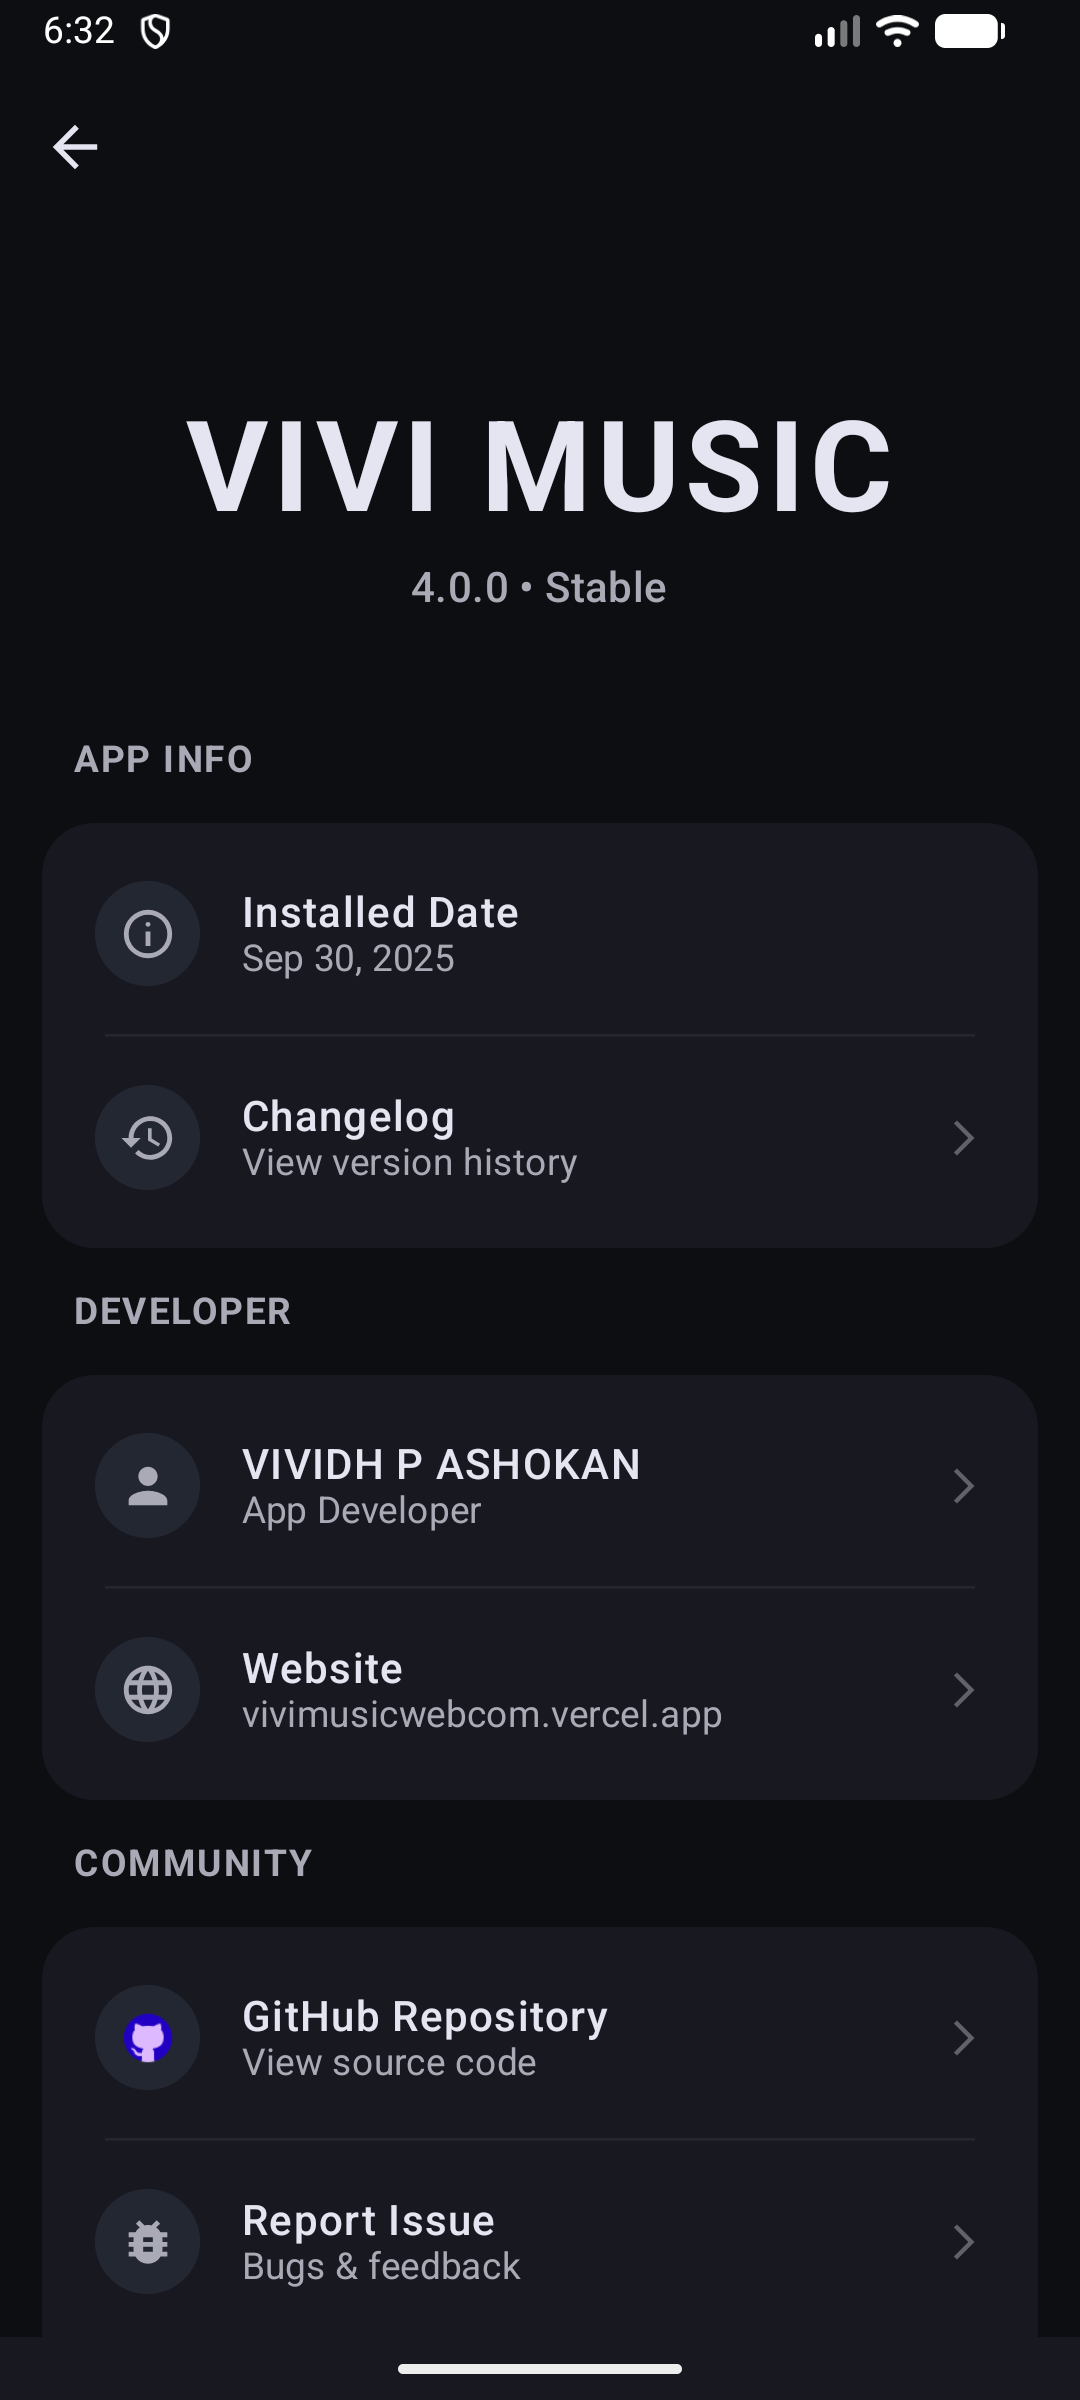 6:32
VIVI MUSIC
4.0.0 • Stable
APP INFO
Installed Date
Sep 30, 2025
Changelog
View version history
DEVELOPER
VIVIDH P ASHOKAN
App Developer
Website
vivimusicwebcom.vercel.app
COMMUNITY
GitHub Repository
View source code
Report Issue
Bugs & feedback